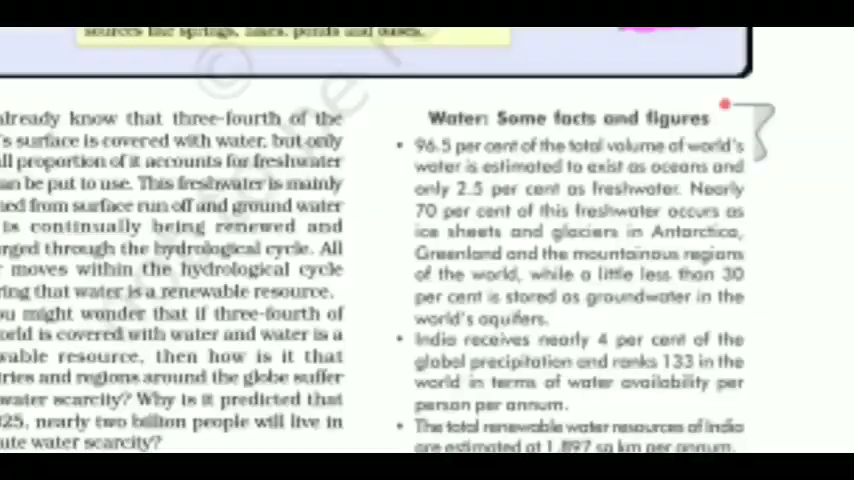 sources like springs, lakes, ponds and oases.
already know that three-fourth of the
's surface is covered with water, but only
ll proportion of it accounts for freshwater
an be put to use. This freshwater is mainly
ned from surface run off and ground water
is continually being renewed and
arged through the hydrological cycle. All
r moves within the hydrological cycle
ring that water is a renewable resource.
ou might wonder that if three-fourth of
orld is covered with water and water is a
wable resource, then how is it that
tries and regions around the globe suffer
water scarcity? Why is it predicted that
025, nearly two billion people will live in
lute water scarcity?
Water: Some facts and figures
• 96.5 per cent of the total volume of world's
water is estimated to exist as oceans and
only 2.5 per cent as freshwater. Nearly
70 per cent of this freshwater occurs as
ice sheets and glaciers in Antarctica,
Greenland and the mountainous regions
of the world, while a little less than 30
per cent is stored as groundwater in the
world's aquifers.
• India receives nearly 4 per cent of the
global precipitation and ranks 133 in the
world in terms of water availability per
person per annum.
• The total renewable water resources of India
are estimated at 1,897 sq km per annum.